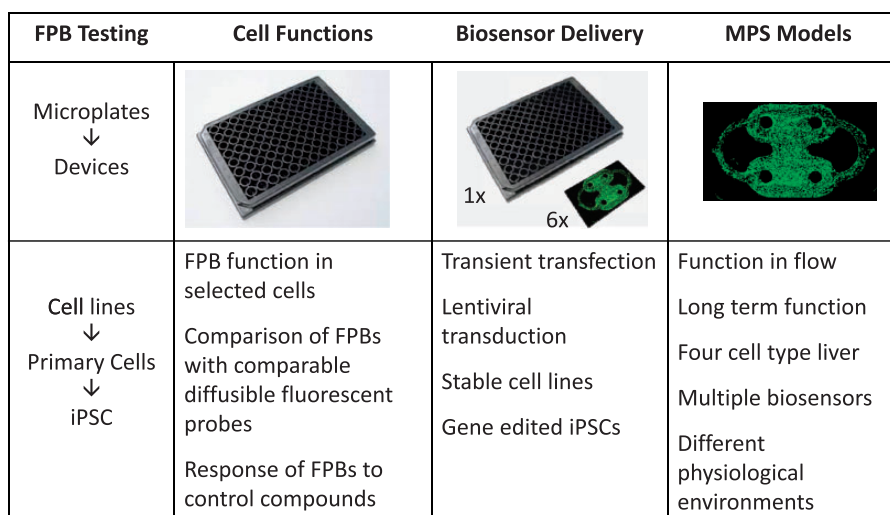 FPB Testing
Cell Functions
Biosensor Delivery
MPS Models
Microplates
↓
Devices
1x
6x
Cell lines
↓
Primary Cells
↓
iPSC
FPB function in
selected cells
Comparison of FPBs
with comparable
diffusible fluorescent
probes
Response of FPBs to
control compounds
Transient transfection
Lentiviral
transduction
Stable cell lines
Gene edited iPSCs
Function in flow
Long term function
Four cell type liver
Multiple biosensors
Different
physiological
environments